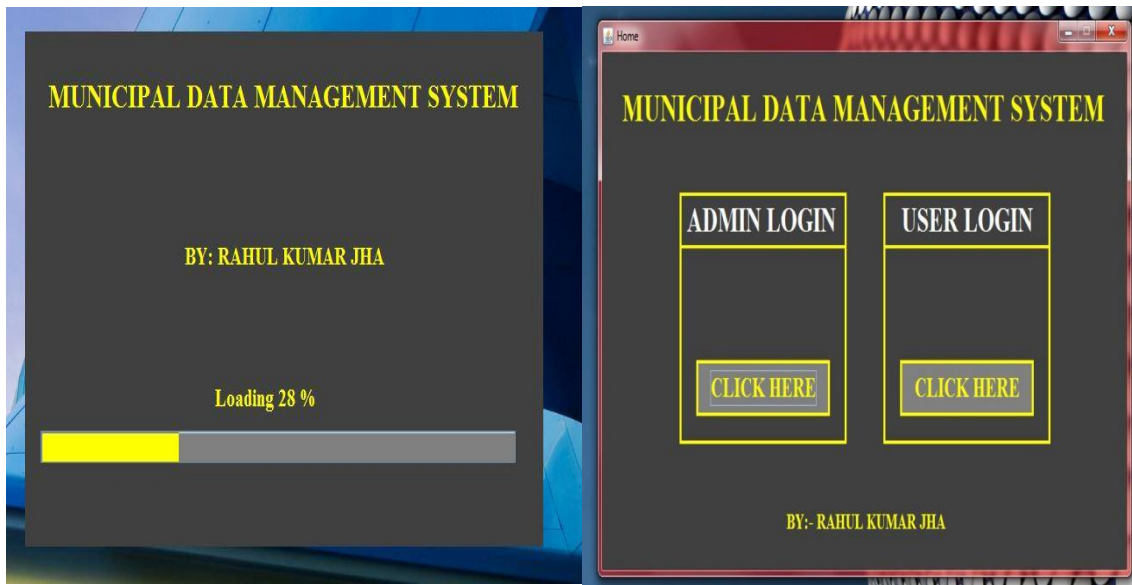 MUNICIPAL DATA MANAGEMENT SYSTEM
BY: RAHUL KUMAR JHA
Loading 28 %
Home
MUNICIPAL DATA MANAGEMENT SYSTEM
ADMIN LOGIN
USER LOGIN
CLICK HERE
CLICK HERE
BY:- RAHUL KUMAR JHA